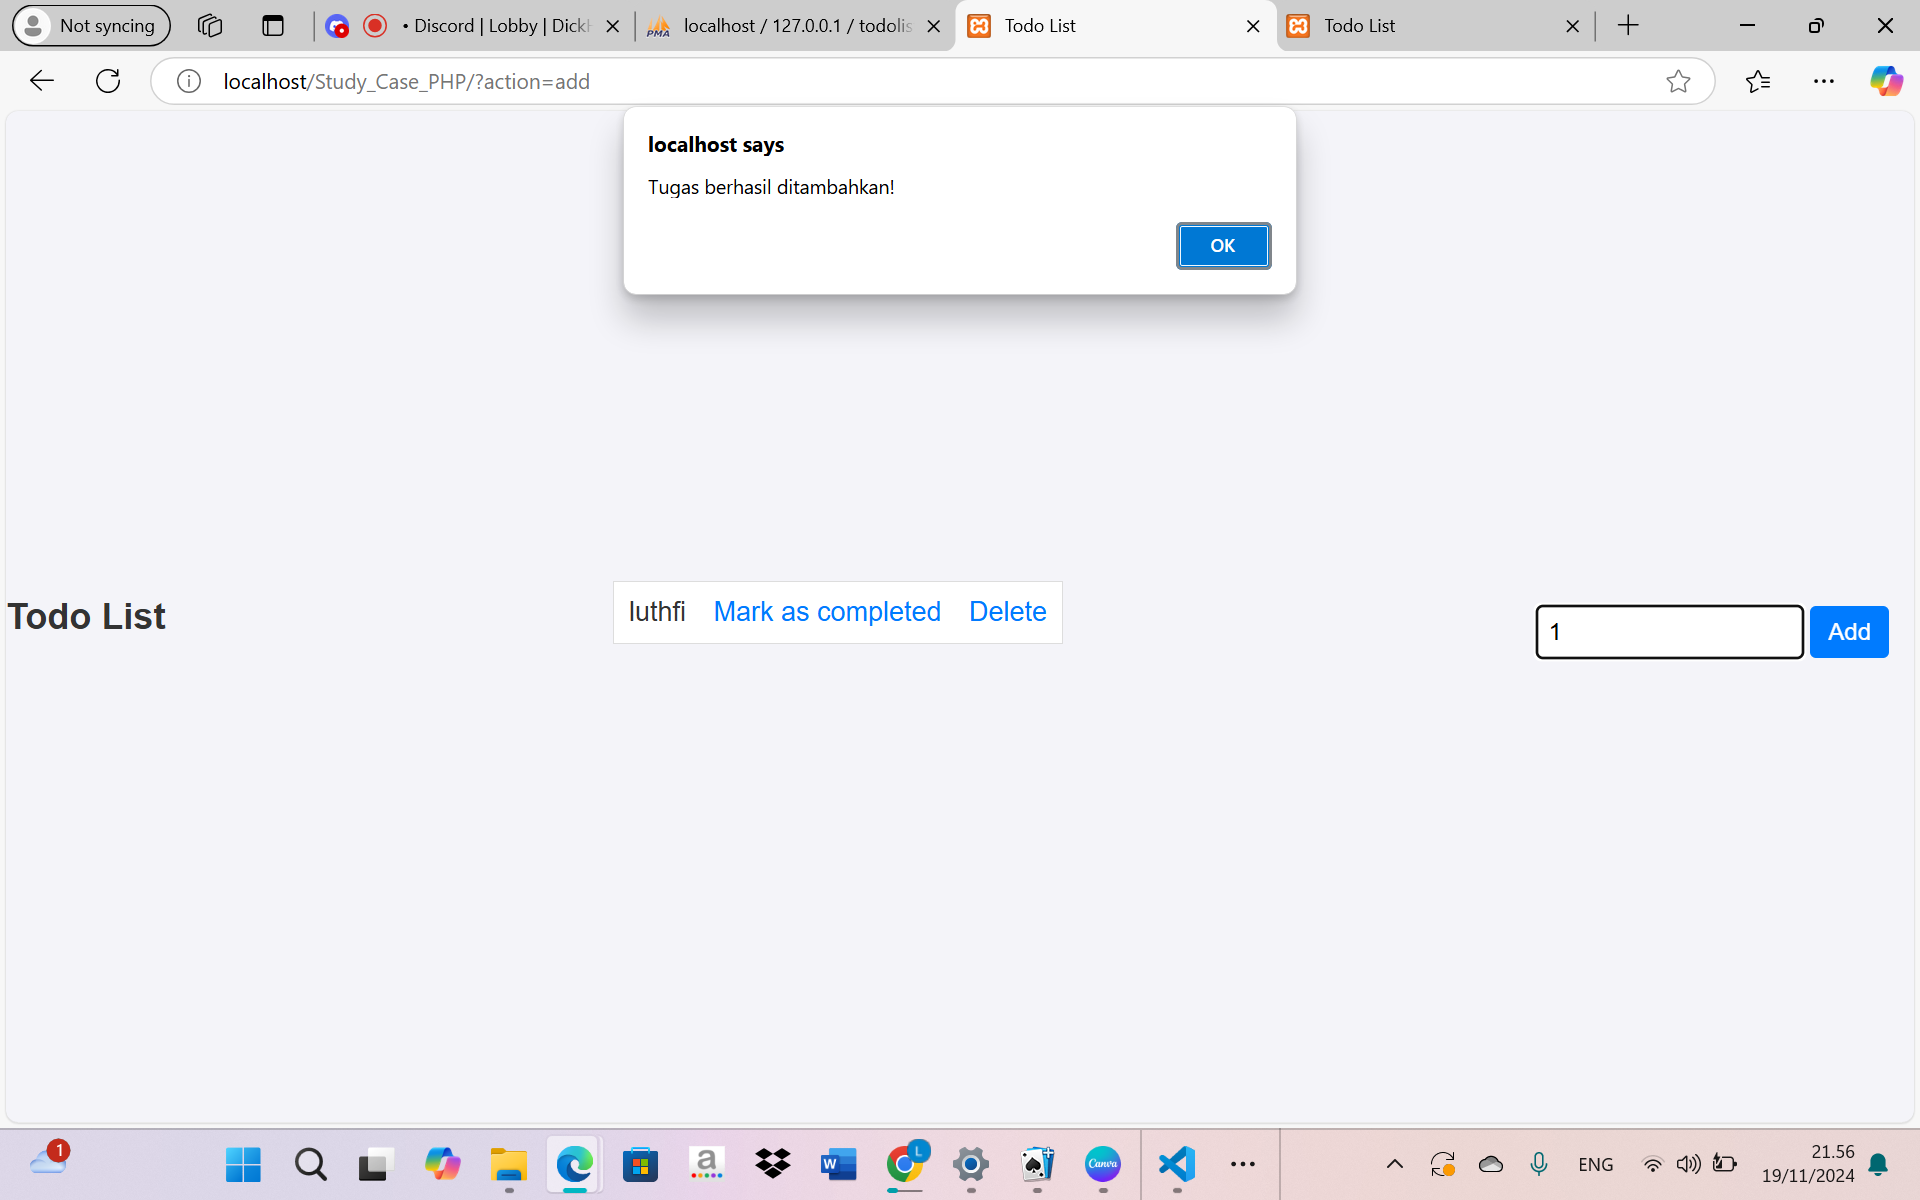 Not syncing
• Discord | Lobby | Dick
localhost / 127.0.0.1 / todolis
Todo List
Todo List
localhost/Study_Case_PHP/?action=add
localhost says
Tugas berhasil ditambahkan!
OK
Todo List
luthfi Mark as completed Delete
1
Add
1
L
Canva
ENG
21.56
19/11/2024